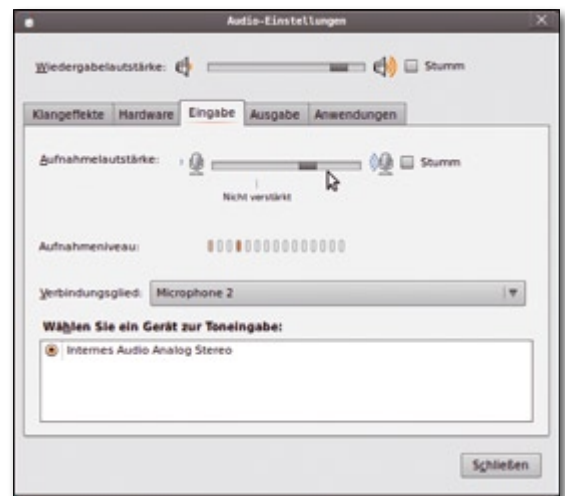 Audio-Einstellungen
Wiedergabelautstärke: Stumm
Klangeffekte Hardware Eingabe Ausgabe Anwendungen
Aufnahmelautstärke: Stumm
Nicht verstärkt
Aufnahmeniveau:
Verbindungsglied: Microphone 2
Wählen Sie ein Gerät zur Toneingabe:
Internes Audio Analog Stereo
Schließen